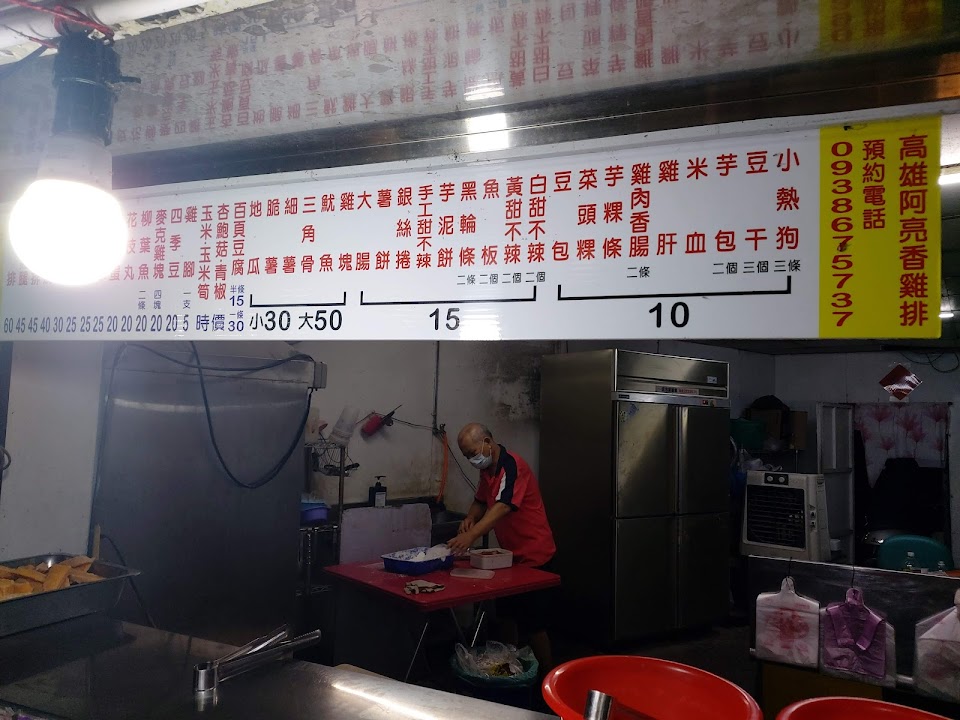 高雄阿亮香雞排
預約電話
0938675737
小熱狗 三條
豆干 三個
芋包 二個
米血
雞肝
雞肉香腸 二條
芋粿條
菜頭粿
豆包
10
白甜不辣 二個
黃甜不辣 二個
魚板 二個
黑輪條 二條
芋泥餅
手工甜不辣
銀絲捲
薯餅
大腸
15
雞塊
魷魚
三角骨
細薯
脆薯
地瓜
小30 大50
百頁豆腐 半條15 一條30
杏鮑菇 青椒
玉米 玉米筍
時價
雞腳 一支 5
四季豆 20
麥克雞塊 四塊 20
柳葉魚 二條 20
花枝丸 20
20 25 25 25 30 40 45 45 60